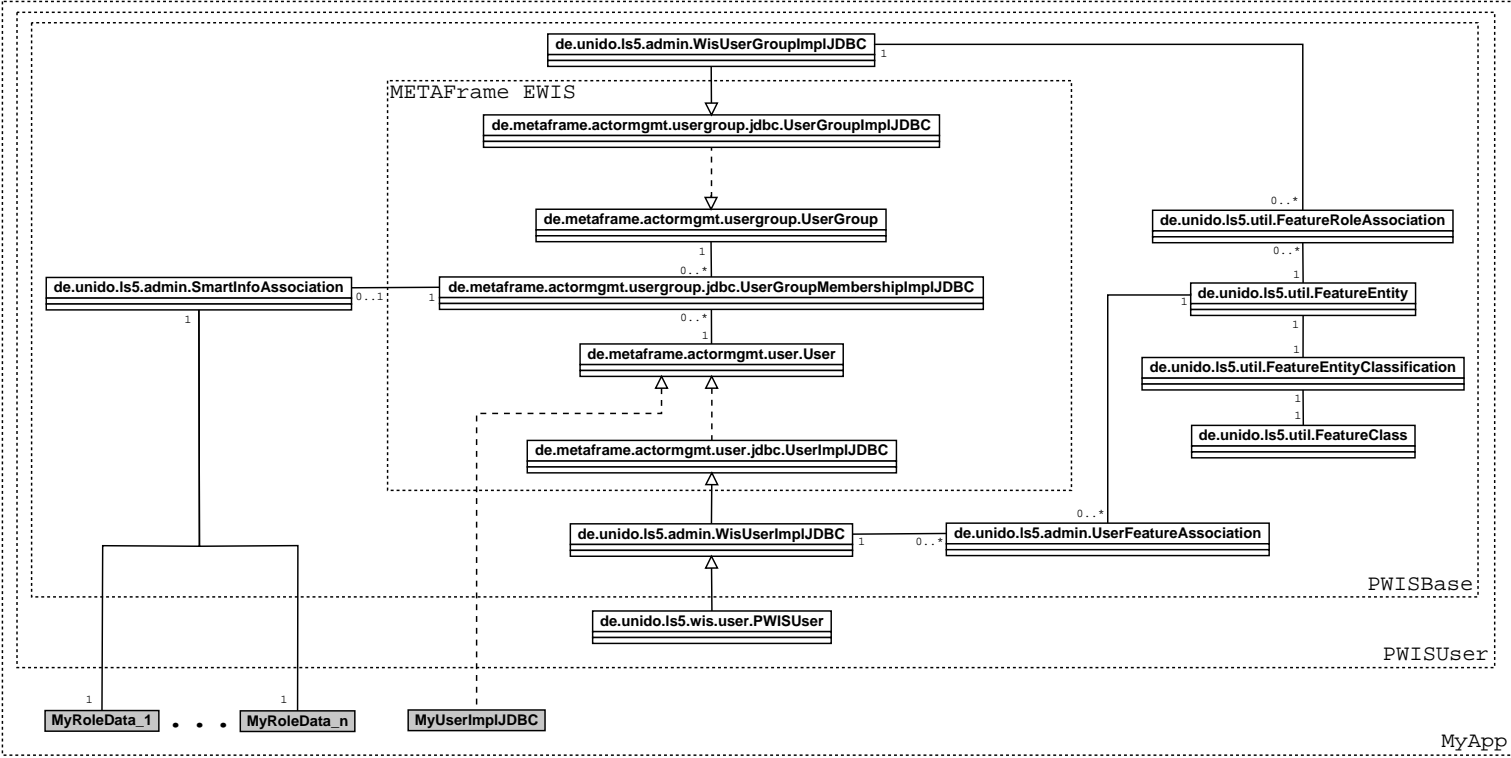 de.unido.ls5.admin.WisUserGroupImplJDBC
1
METAFrame EWIS
de.metaframe.actormgmt.usergroup.jdbc.UserGroupImplJDBC
0..*
de.metaframe.actormgmt.usergroup.UserGroup
de.unido.ls5.util.FeatureRoleAssociation
1
0..*
0..*
1
de.unido.ls5.admin.SmartInfoAssociation
0..1
1
de.metaframe.actormgmt.usergroup.jdbc.UserGroupMembershipImplJDBC
1
de.unido.ls5.util.FeatureEntity
1
0..*
1
1
1
de.metaframe.actormgmt.user.User
de.unido.ls5.util.FeatureEntityClassification
1
1
de.unido.ls5.util.FeatureClass
de.metaframe.actormgmt.user.jdbc.UserImplJDBC
0..*
de.unido.ls5.admin.WisUserImplJDBC
1
0..*
de.unido.ls5.admin.UserFeatureAssociation
PWISBase
de.unido.ls5.wis.user.PWISUser
PWISUser
1
1
MyRoleData_1
. . .
MyRoleData_n
MyUserImplJDBC
MyApp